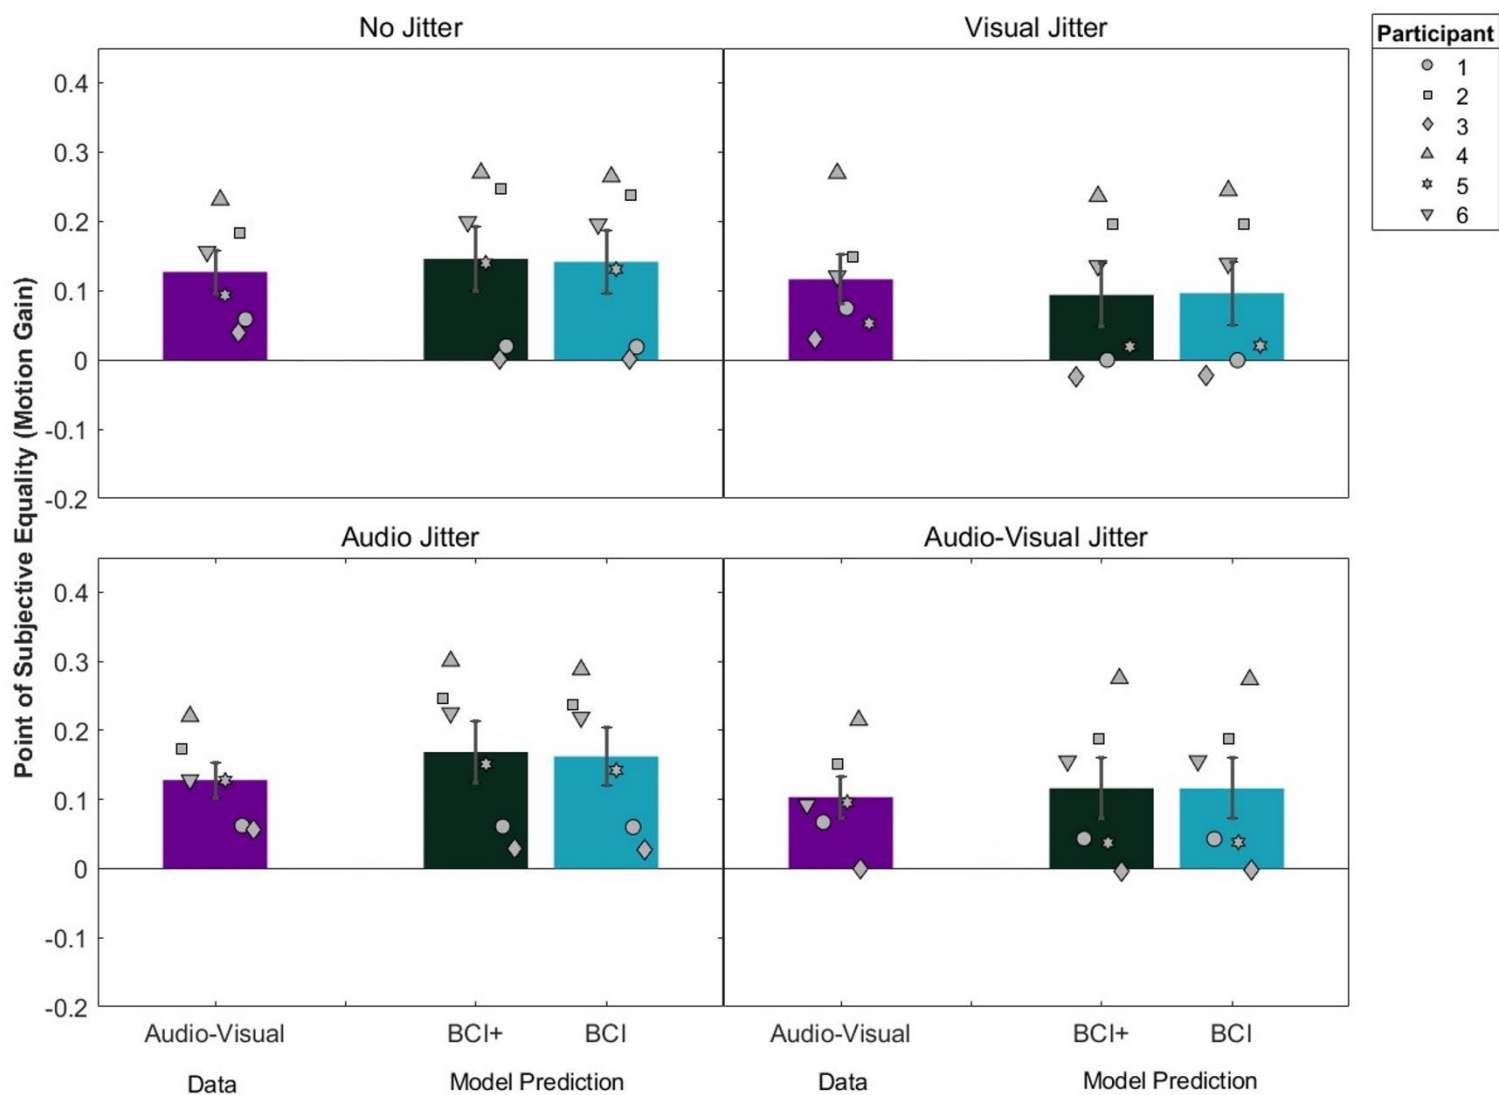 No Jitter
Visual Jitter
Participant
1
2
3
4
5
6
Point of Subjective Equality (Motion Gain)
0.4
0.3
0.2
0.1
0
-0.1
-0.2
Audio Jitter
Audio-Visual Jitter
0.4
0.3
0.2
0.1
0
-0.1
-0.2
Audio-Visual BCI+ BCI Audio-Visual BCI+ BCI
Data Model Prediction Data Model Prediction